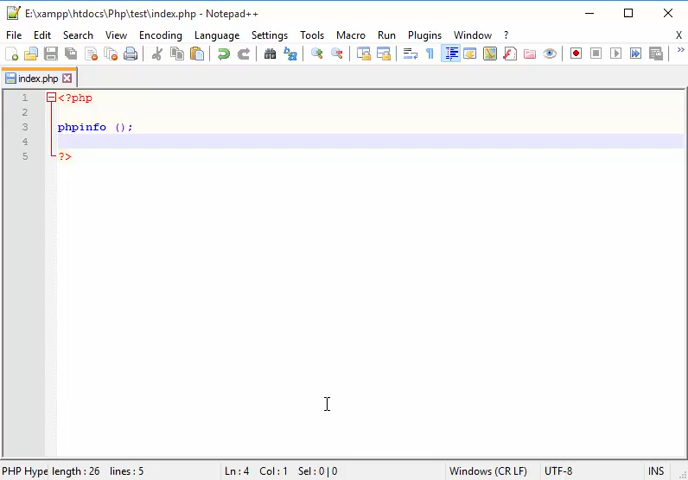 E:\xampp\htdocs\Php\test\index.php - Notepad++
File Edit Search View Encoding Language Settings Tools Macro Run Plugins Window ? X
index.php
1 <?php
2
3 phpinfo ();
4
5 ?>
PHP Hype length : 26 lines : 5 Ln : 4 Col : 1 Sel : 0 | 0 Windows (CR LF) UTF-8 INS